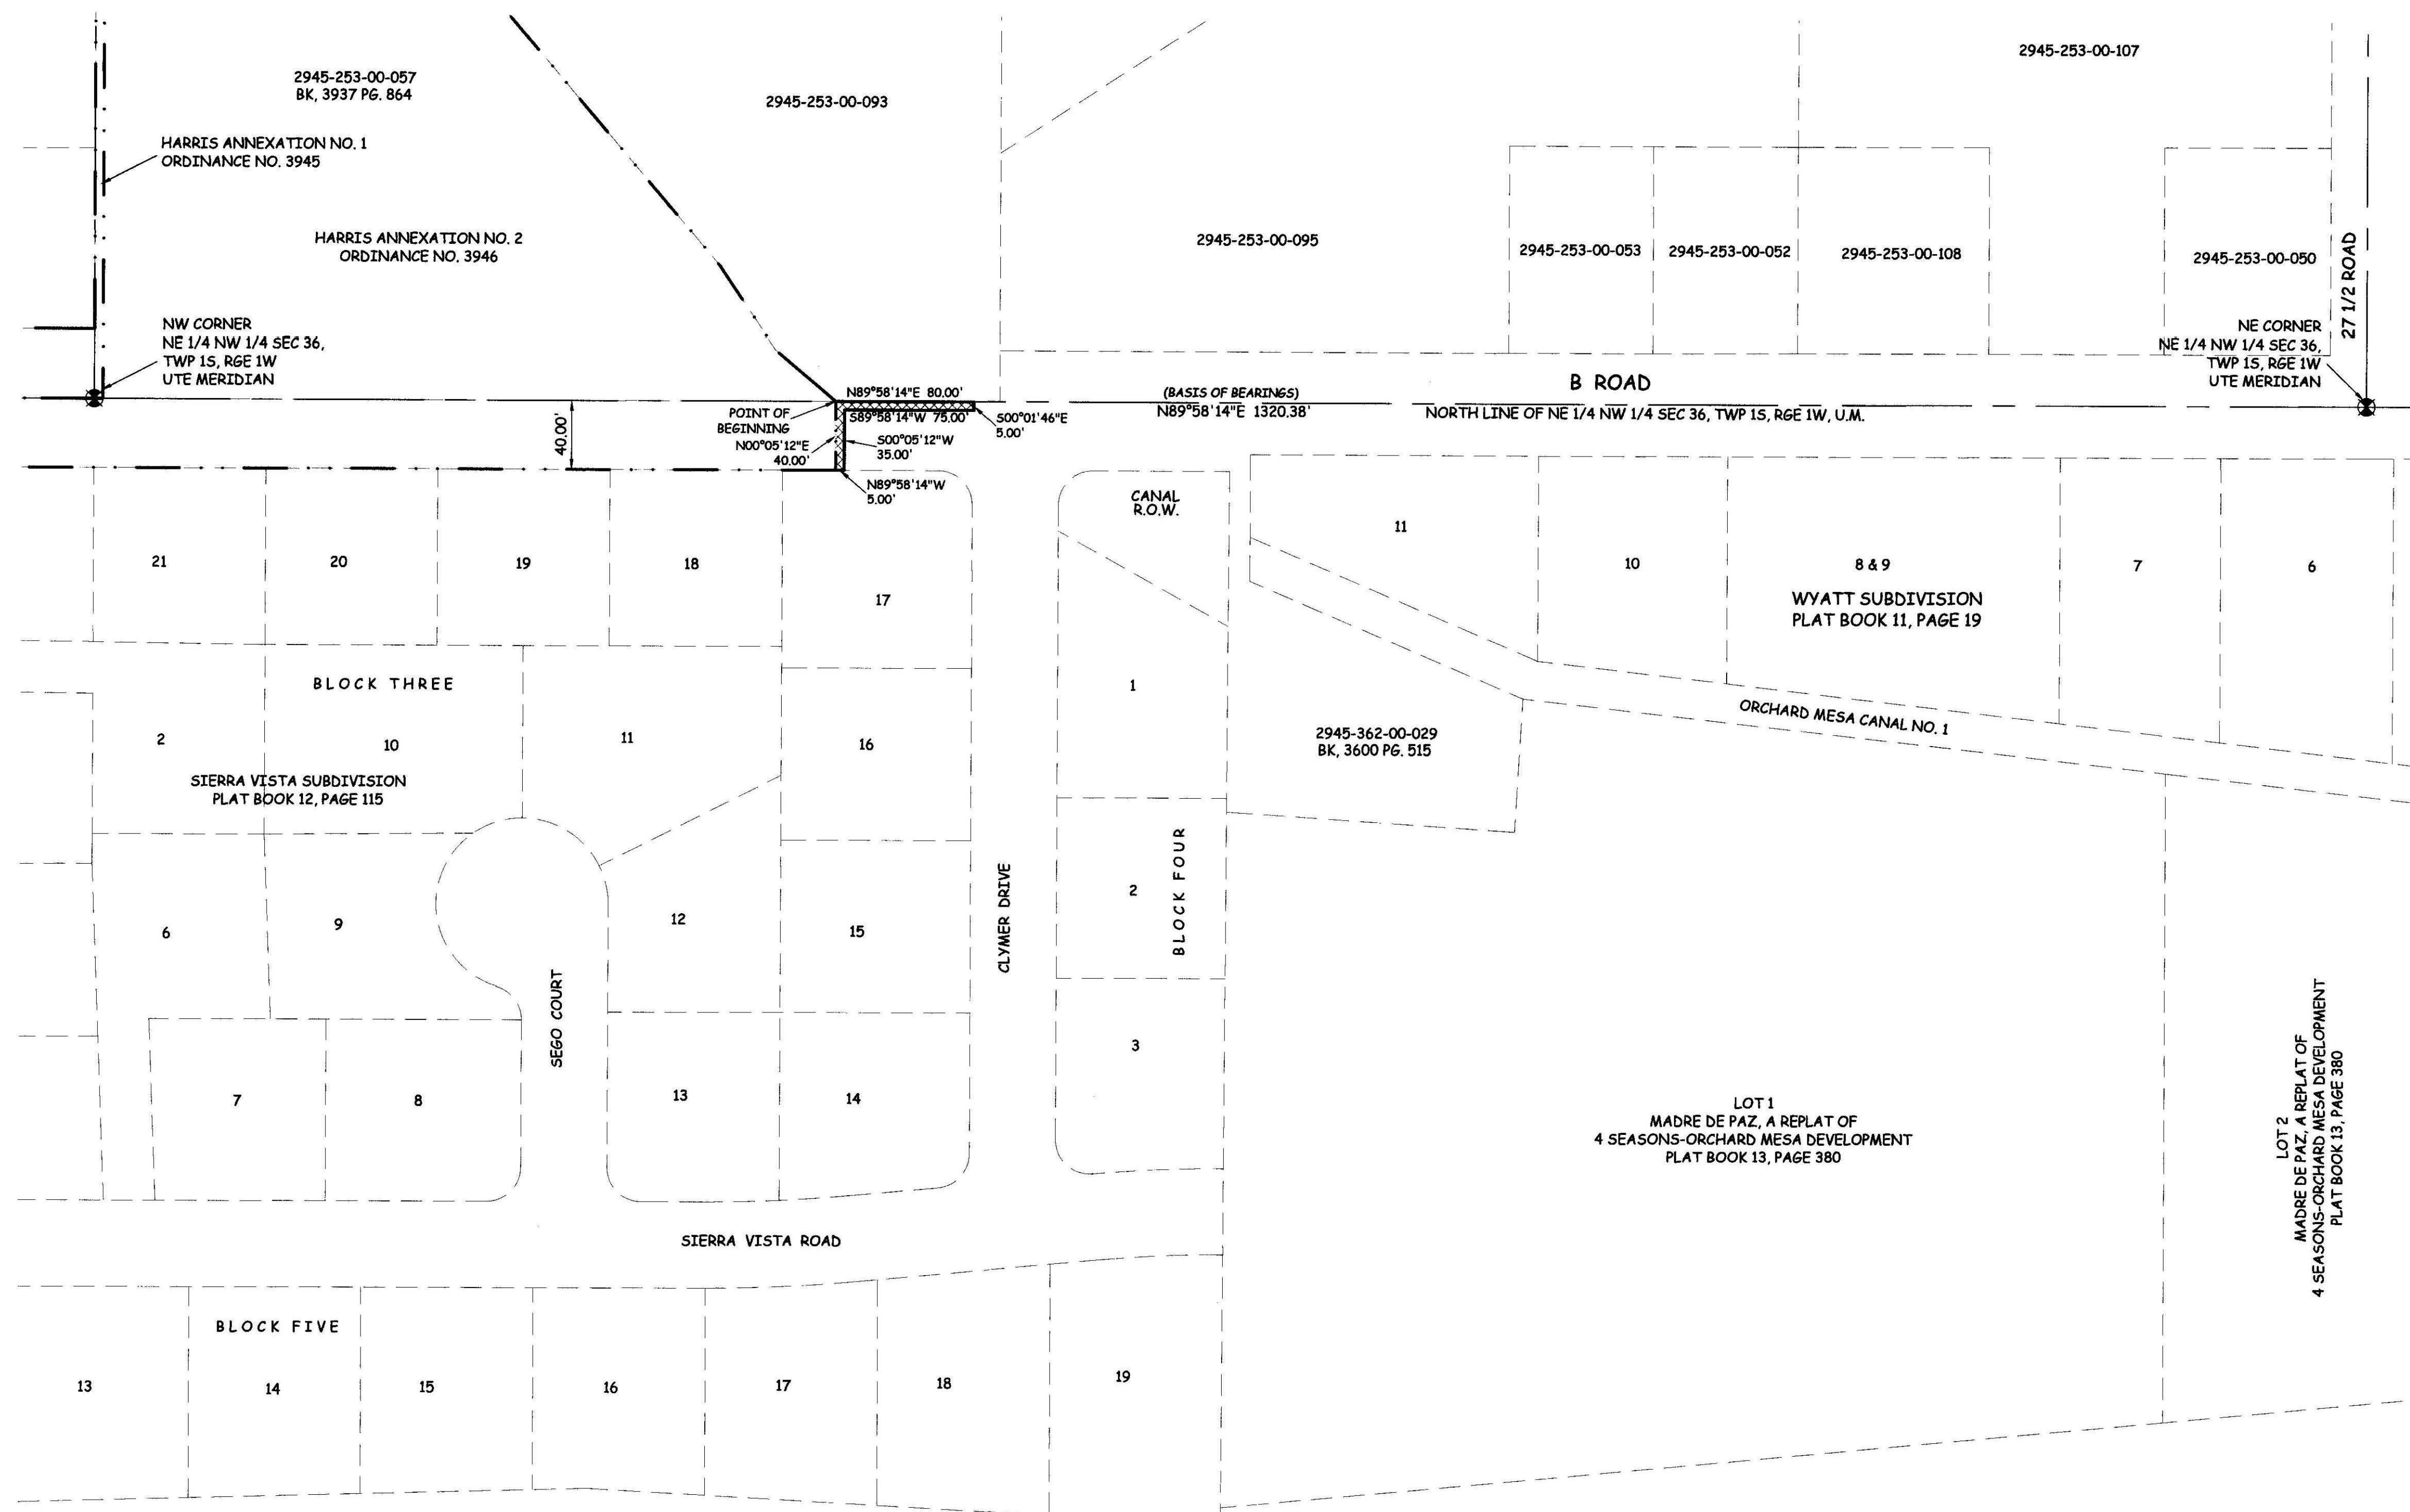 2945-253-00-107
2945-253-00-057
BK, 3937 PG. 864
2945-253-00-093
HARRIS ANNEXATION NO. 1
ORDINANCE NO. 3945
HARRIS ANNEXATION NO. 2
ORDINANCE NO. 3946
2945-253-00-095
2945-253-00-053
2945-253-00-052
2945-253-00-108
2945-253-00-050
27 1/2 ROAD
NW CORNER
NE 1/4 NW 1/4 SEC 36,
TWP 1S, RGE 1W
UTE MERIDIAN
NE CORNER
NE 1/4 NW 1/4 SEC 36,
TWP 1S, RGE 1W
UTE MERIDIAN
B ROAD
N89°58'14"E 80.00'
(BASIS OF BEARINGS)
N89°58'14"E 1320.38'
NORTH LINE OF NE 1/4 NW 1/4 SEC 36, TWP 1S, RGE 1W, U.M.
POINT OF
BEGINNING
S89°58'14"W 75.00'
S00°01'46"E
5.00'
40.00'
N00°05'12"E
40.00'
S00°05'12"W
35.00'
N89°58'14"W
5.00'
CANAL
R.O.W.
11
21
20
19
18
17
10
8 & 9
7
6
WYATT SUBDIVISION
PLAT BOOK 11, PAGE 19
BLOCK THREE
1
2
10
11
16
ORCHARD MESA CANAL NO. 1
2945-362-00-029
BK, 3600 PG. 515
SIERRA VISTA SUBDIVISION
PLAT BOOK 12, PAGE 115
6
9
12
15
CLYMER DRIVE
2
BLOCK FOUR
SEGO COURT
3
7
8
13
14
LOT 1
MADRE DE PAZ, A REPLAT OF
4 SEASONS-ORCHARD MESA DEVELOPMENT
PLAT BOOK 13, PAGE 380
LOT 2
MADRE DE PAZ, A REPLAT OF
4 SEASONS-ORCHARD MESA DEVELOPMENT
PLAT BOOK 13, PAGE 380
SIERRA VISTA ROAD
BLOCK FIVE
13
14
15
16
17
18
19